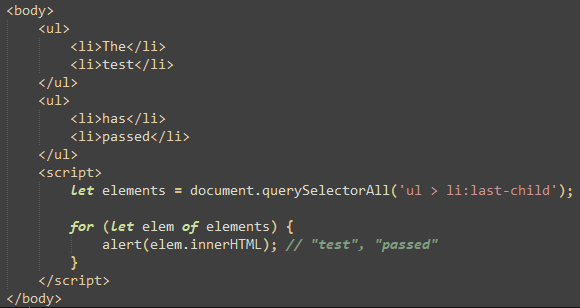 <body>
    <ul>
        <li>The</li>
        <li>test</li>
    </ul>
    <ul>
        <li>has</li>
        <li>passed</li>
    </ul>
    <script>
        let elements = document.querySelectorAll('ul > li:last-child');

        for (let elem of elements) {
            alert(elem.innerHTML); // "test", "passed"
        }
    </script>
</body>